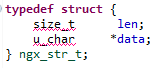 typedef struct {
    size_t      len;
    u_char     *data;
} ngx_str_t;